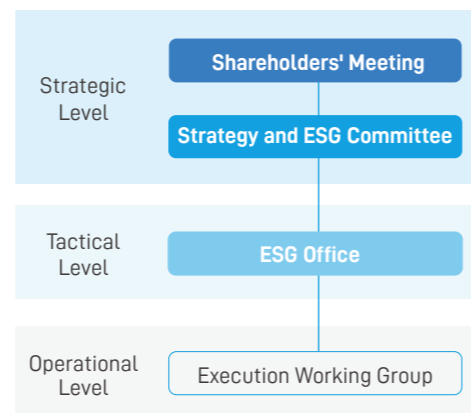 Strategic
Level
Shareholders' Meeting
Strategy and ESG Committee
Tactical
Level
ESG Office
Operational
Level
Execution Working Group